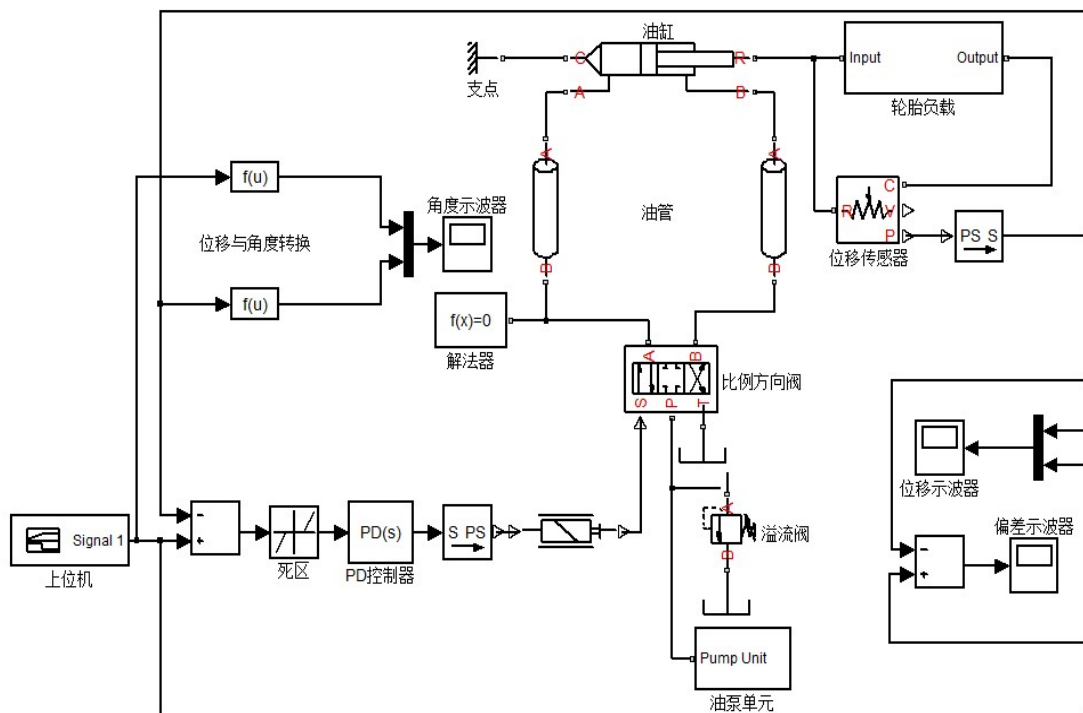 油缸
C
R
A
B
支点
Input
Output
轮胎负载
A
A
f(u)
角度示波器
位移与角度转换
油管
C
R
V
P
位移传感器
PS S
B
B
f(u)
f(x)=0
解法器
A
B
S
P
T
比例方向阀
位移示波器
Signal 1
上位机
-
+
死区
PD(s)
PD控制器
S PS
A
B
溢流阀
偏差示波器
-
+
Pump Unit
油泵单元